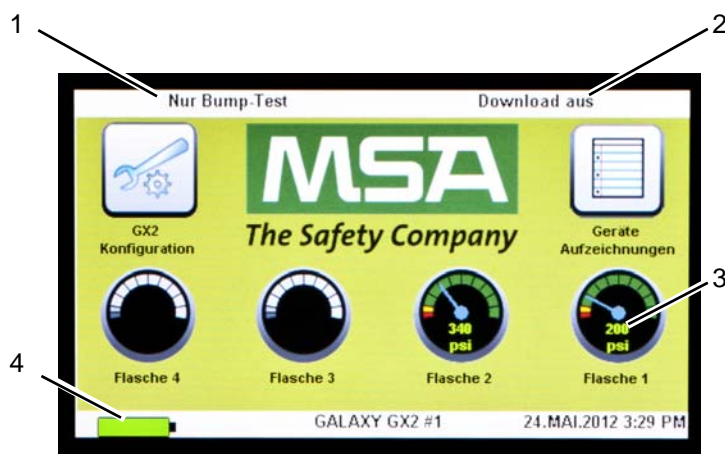 1
2
Nur Bump-Test
Download aus
MSA
The Safety Company
GX2
Konfiguration
Geräte
Aufzeichnungen
340
psi
200
psi
3
Flasche 4
Flasche 3
Flasche 2
Flasche 1
4
GALAXY GX2 #1
24.MAI.2012 3:29 PM